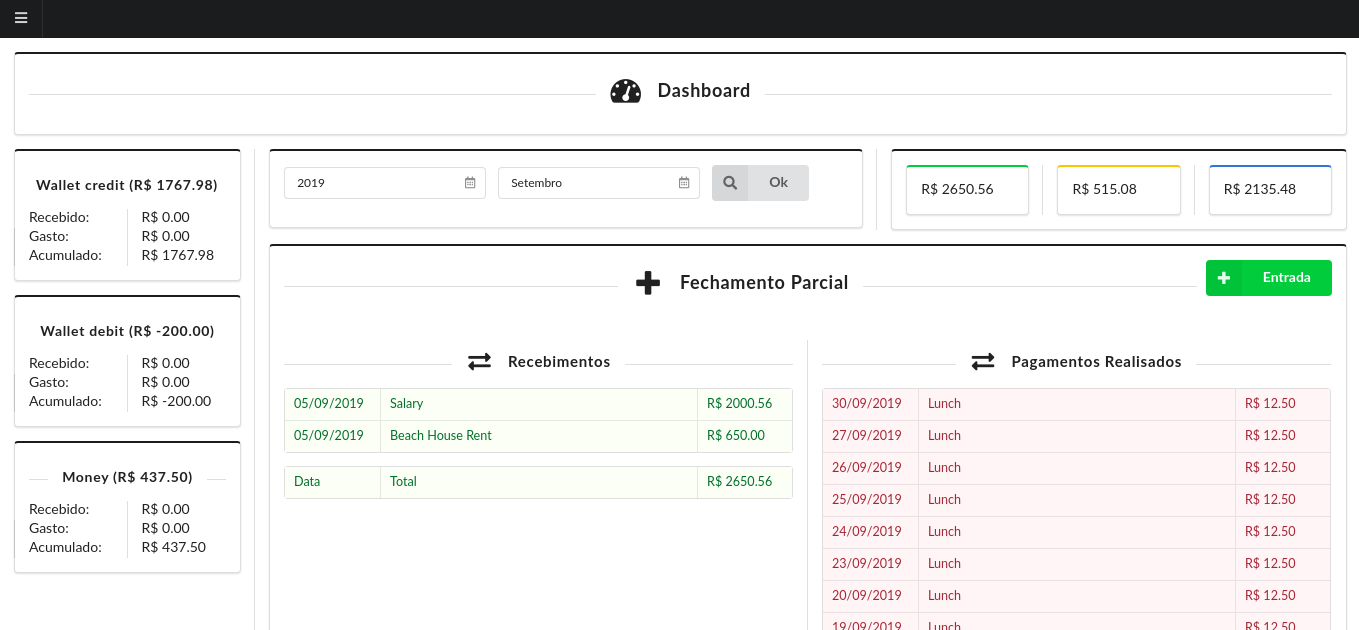 Dashboard
Wallet credit (R$ 1767.98)
Recebido: R$ 0.00
Gasto: R$ 0.00
Acumulado: R$ 1767.98
Wallet debit (R$ -200.00)
Recebido: R$ 0.00
Gasto: R$ 0.00
Acumulado: R$ -200.00
Money (R$ 437.50)
Recebido: R$ 0.00
Gasto: R$ 0.00
Acumulado: R$ 437.50
2019 Setembro Ok
R$ 2650.56 R$ 515.08 R$ 2135.48
Fechamento Parcial
Entrada
Recebimentos
05/09/2019 Salary R$ 2000.56
05/09/2019 Beach House Rent R$ 650.00
Data Total R$ 2650.56
Pagamentos Realisados
30/09/2019 Lunch R$ 12.50
27/09/2019 Lunch R$ 12.50
26/09/2019 Lunch R$ 12.50
25/09/2019 Lunch R$ 12.50
24/09/2019 Lunch R$ 12.50
23/09/2019 Lunch R$ 12.50
20/09/2019 Lunch R$ 12.50
19/09/2019 Lunch R$ 12.50